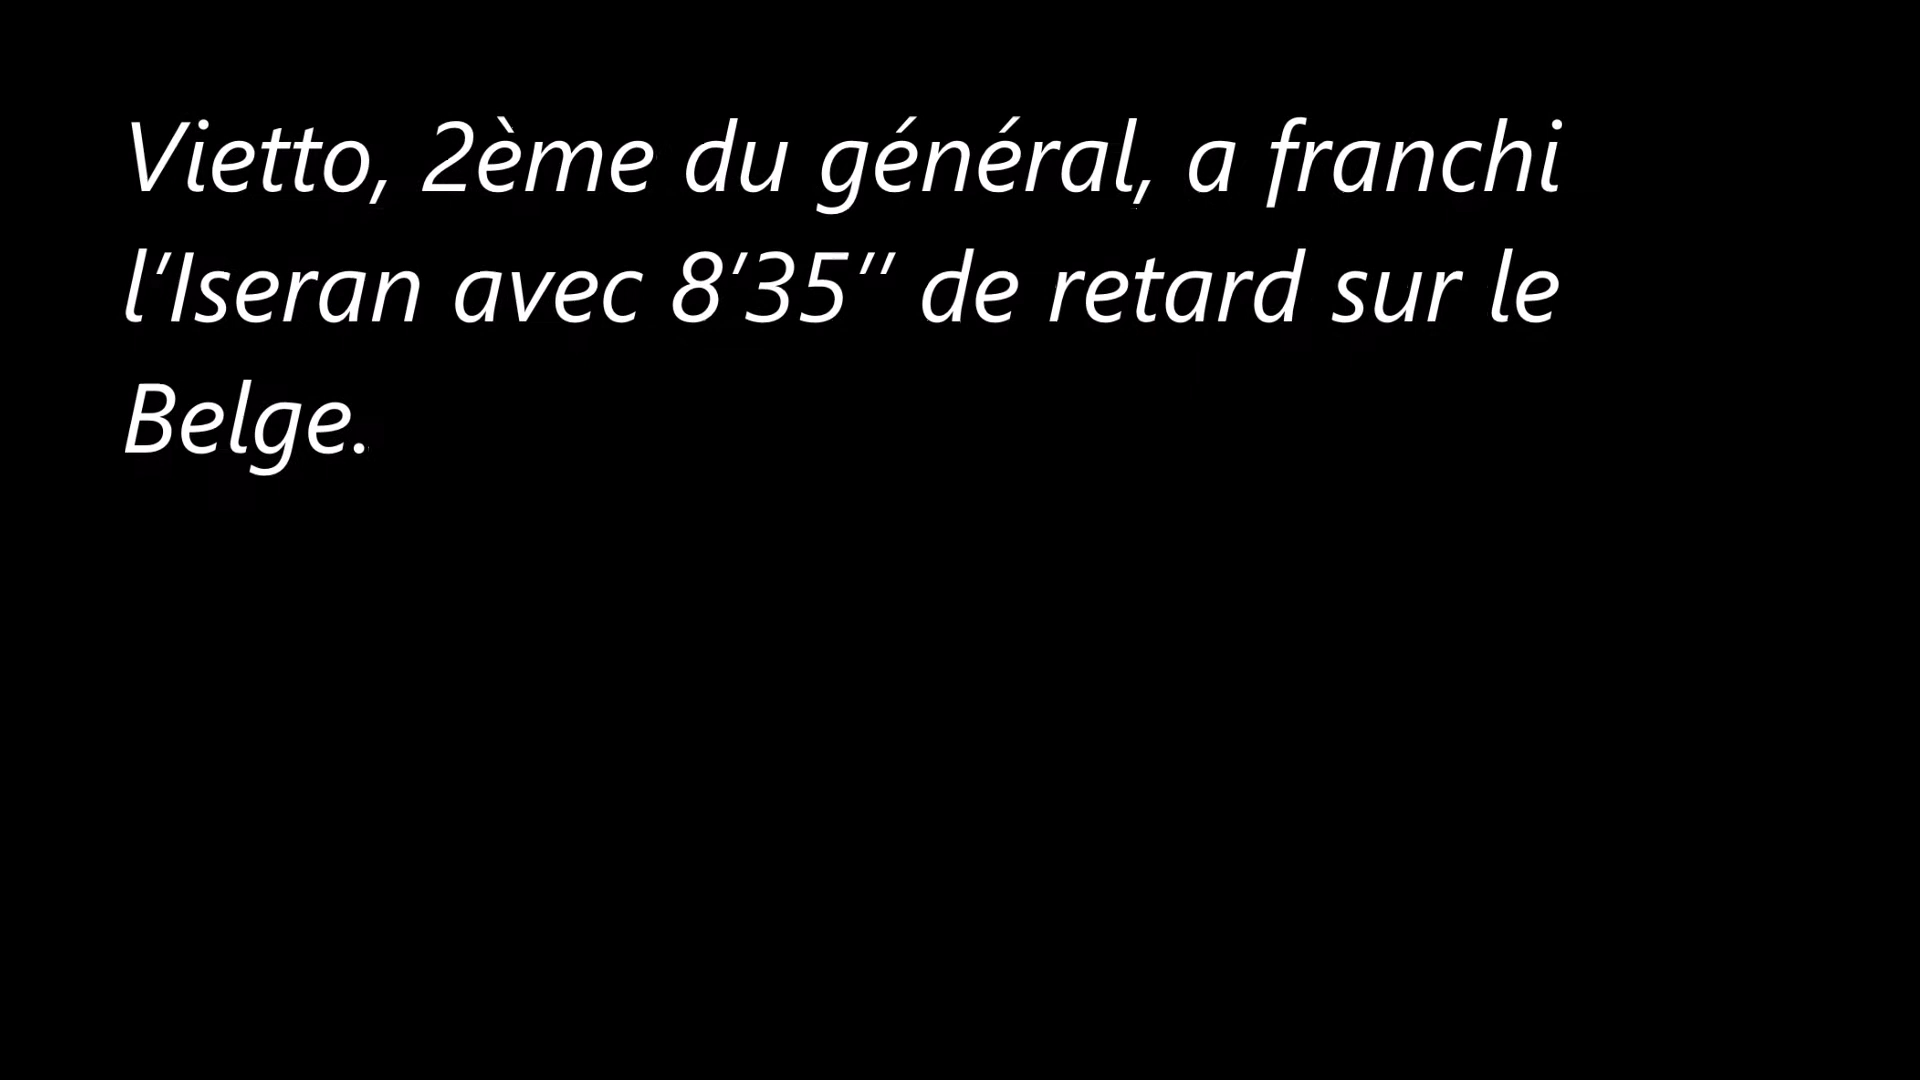 Vietto, 2ème du général, a franchi
l’Iseran avec 8’35’’ de retard sur le
Belge.